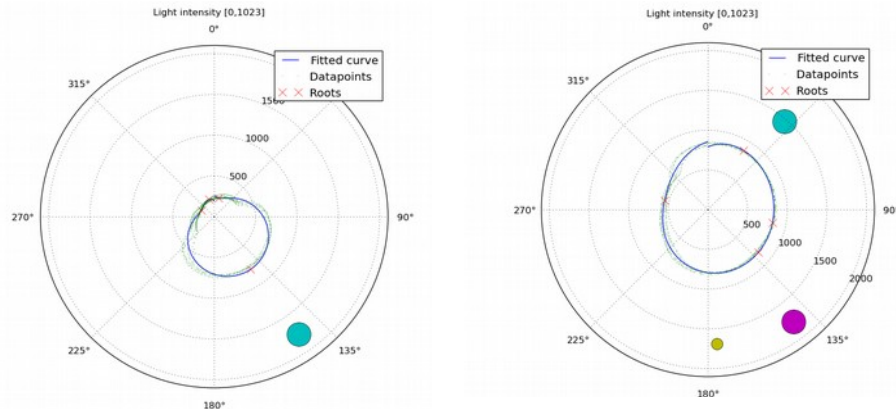 Light intensity [0,1023]
0°
Fitted curve
Datapoints
Roots
315°
1500
1000
500
270°
90°
225°
135°
180°
Light intensity [0,1023]
0°
Fitted curve
Datapoints
Roots
315°
270°
90°
500
1000
1500
2000
225°
135°
180°